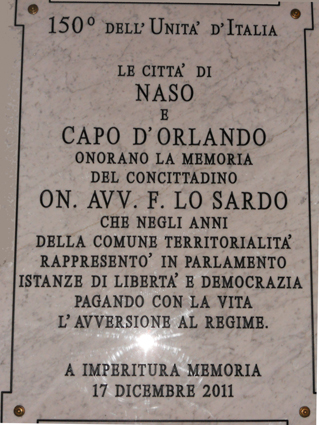 150° DELL'UNITA' D'ITALIA
LE CITTA' DI
NASO
E
CAPO D'ORLANDO
ONORANO LA MEMORIA
DEL CONCITTADINO
ON. AVV. F. LO SARDO
CHE NEGLI ANNI
DELLA COMUNE TERRITORIALITA'
RAPPRESENTO' IN PARLAMENTO
ISTANZE DI LIBERTA' E DEMOCRAZIA
PAGANDO CON LA VITA
L'AVVERSIONE AL REGIME.
A IMPERITURA MEMORIA
17 DICEMBRE 2011